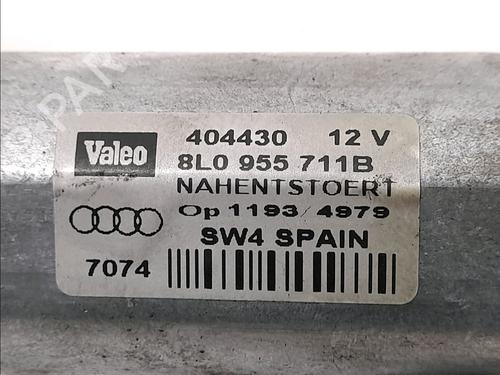 Valeo 404430 12 V
8L0 955 711B
NAHENTSTOERT
Op 1193/4979
SW4 SPAIN
7074